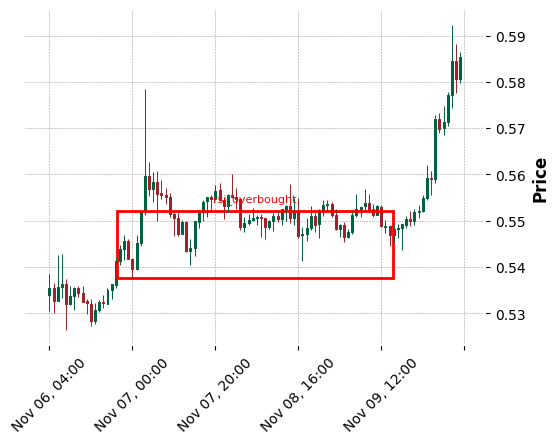 0.59
0.58
0.57
0.56
0.55
0.54
0.53
Price
overbought
Nov 06, 04:00
Nov 07, 00:00
Nov 07, 20:00
Nov 08, 16:00
Nov 09, 12:00